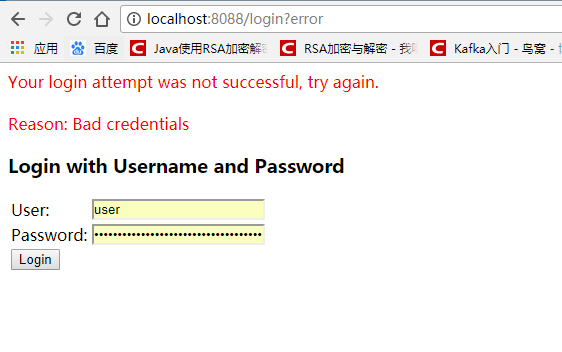 localhost:8088/login?error
应用 百度 Java使用RSA加密解密 RSA加密与解密 - 我 Kafka入门 - 鸟窝 -
Your login attempt was not successful, try again.
Reason: Bad credentials
Login with Username and Password
User: user
Password:
Login